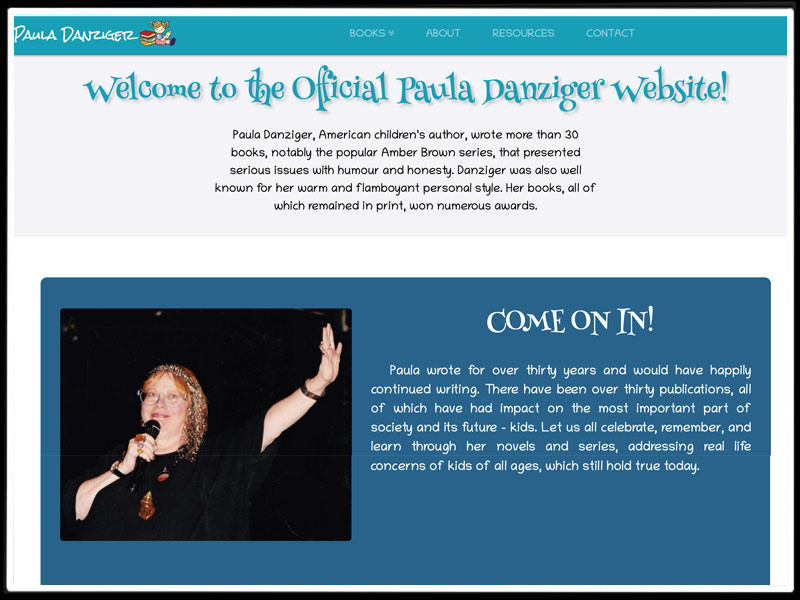 Paula Danziger
BOOKS ABOUT RESOURCES CONTACT
Welcome to the Official Paula Danziger Website!
Paula Danziger, American children's author, wrote more than 30
books, notably the popular Amber Brown series, that presented
serious issues with humour and honesty. Danziger was also well
known for her warm and flamboyant personal style. Her books, all of
which remained in print, won numerous awards.
COME ON IN!
Paula wrote for over thirty years and would have happily
continued writing. There have been over thirty publications, all
of which have had impact on the most important part of
society and its future - kids. Let us all celebrate, remember, and
learn through her novels and series, addressing real life
concerns of kids of all ages, which still hold true today.